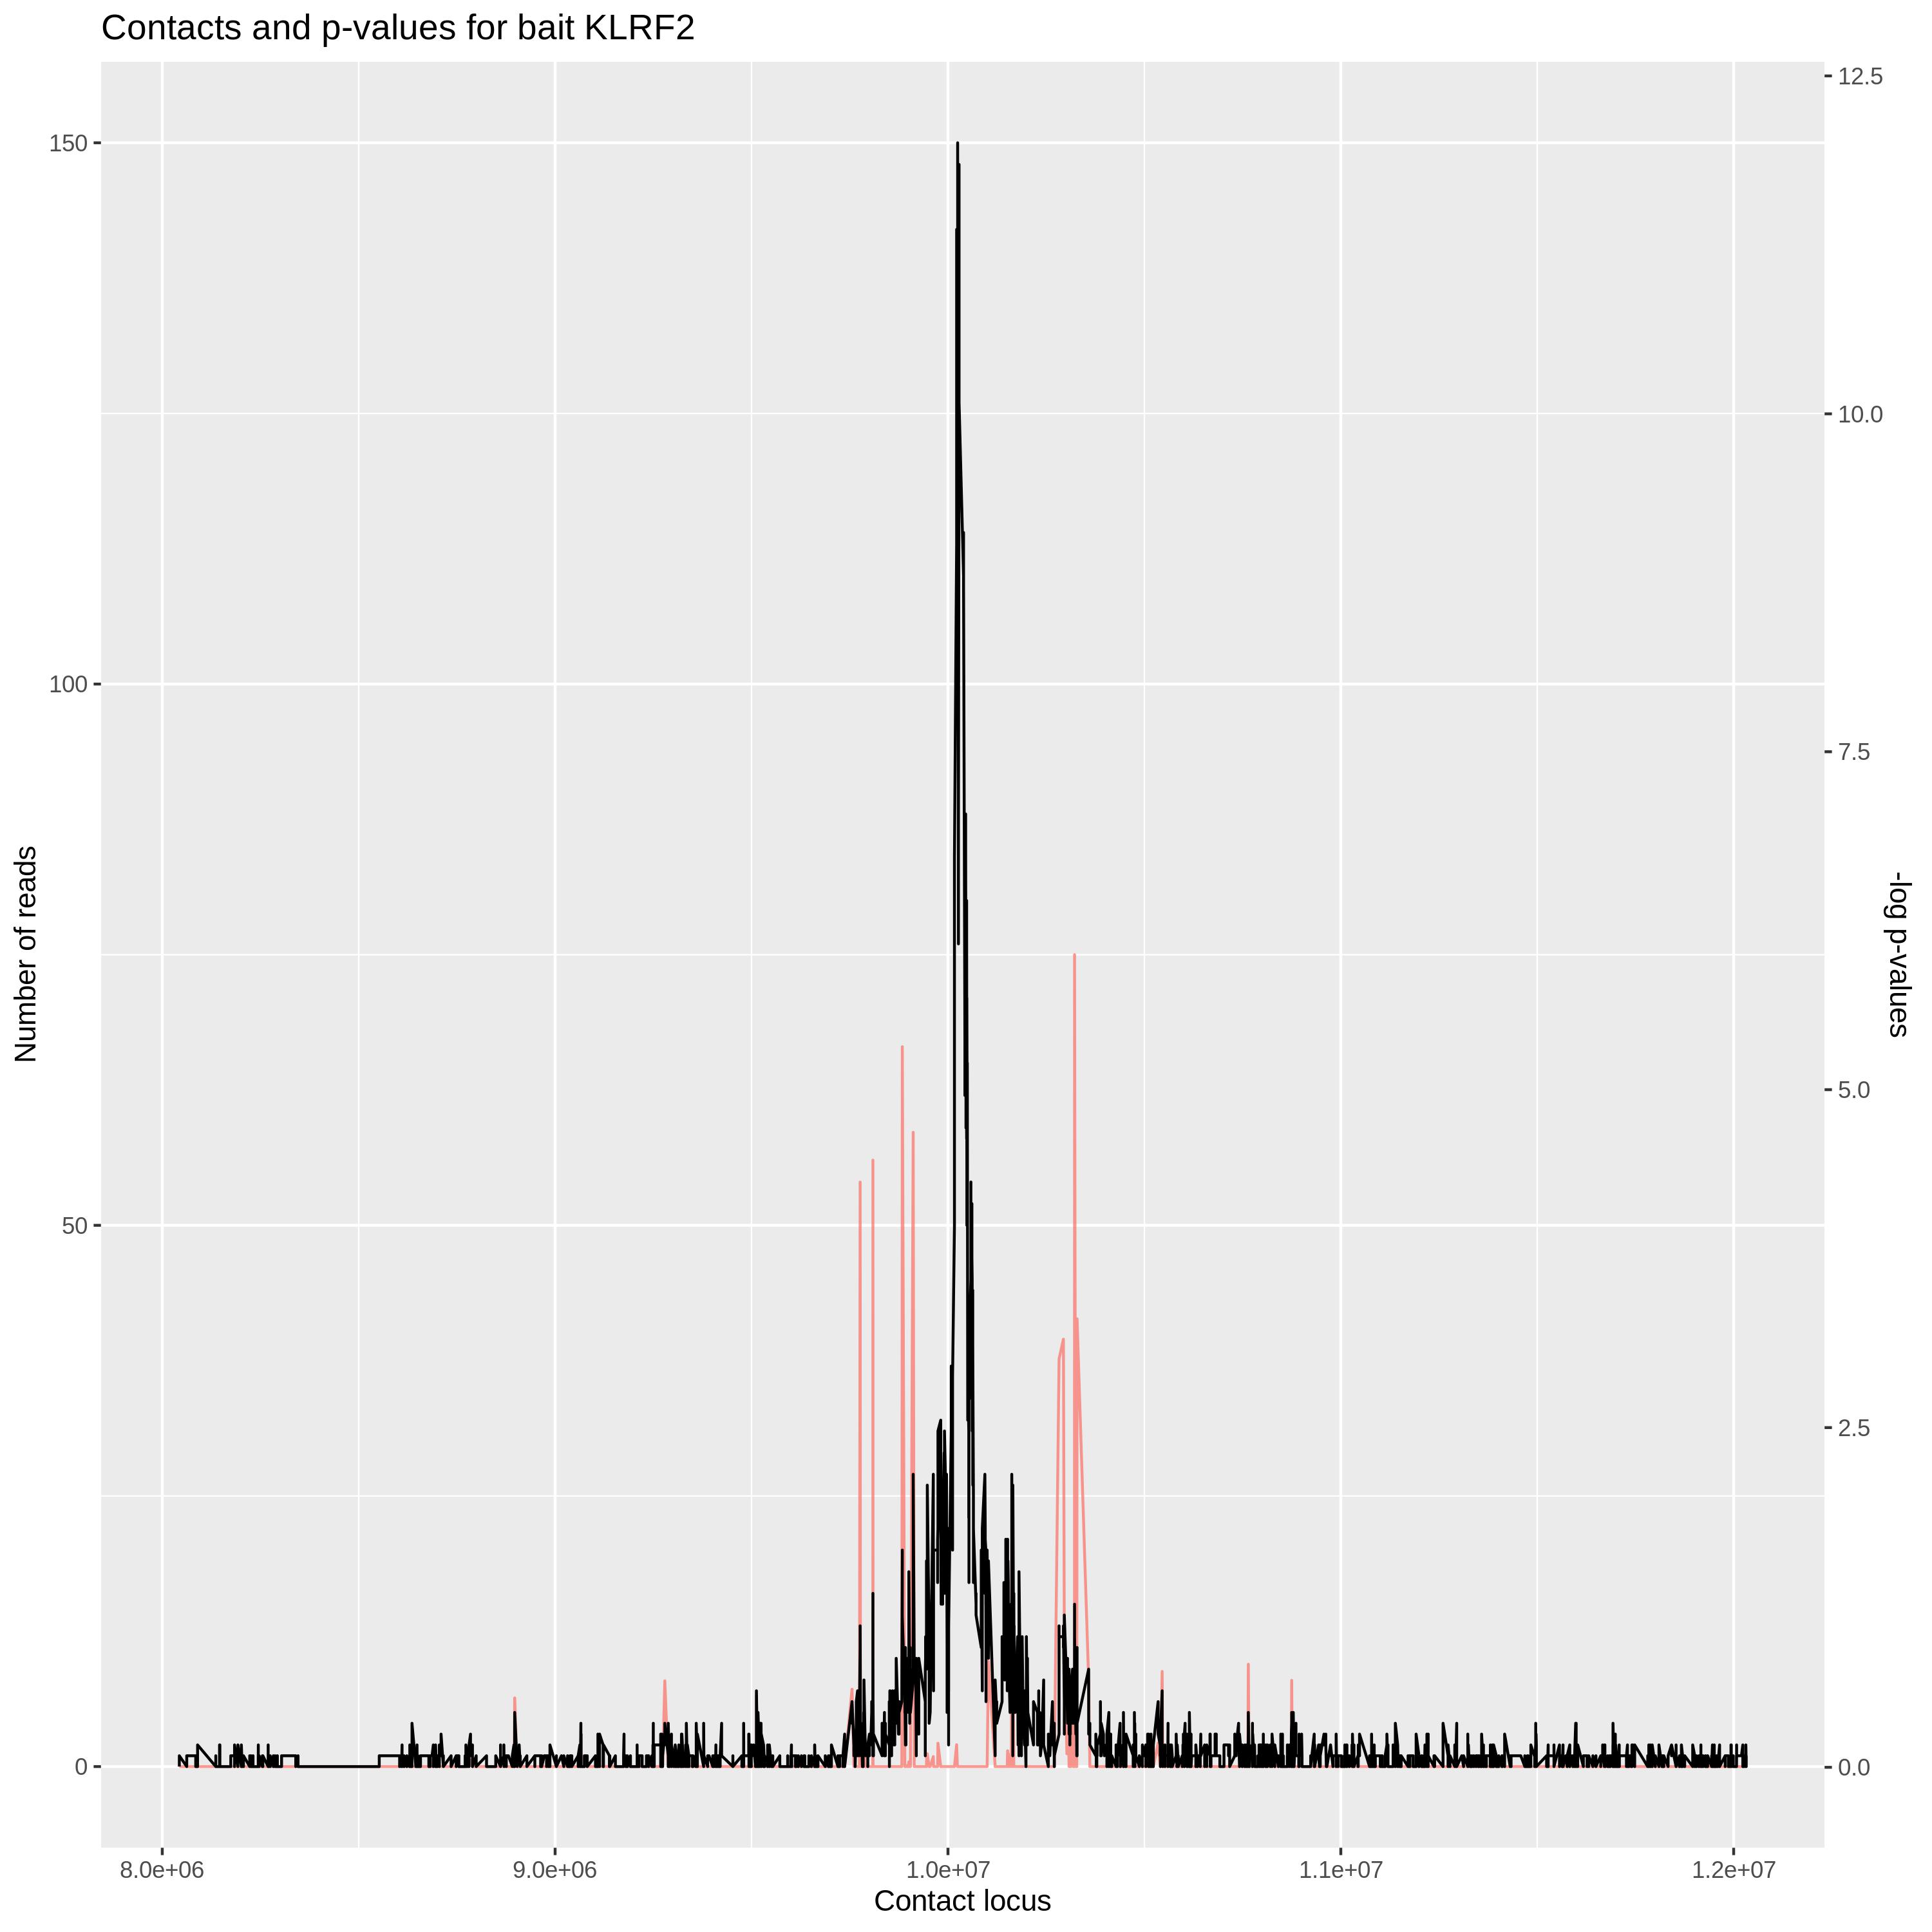 Contacts and p-values for bait KLRF2
12.5
150
10.0
100
7.5
Number of reads
-log p-values
5.0
50
2.5
0
0.0
8.0e+06
9.0e+06
1.0e+07
1.1e+07
1.2e+07
Contact locus